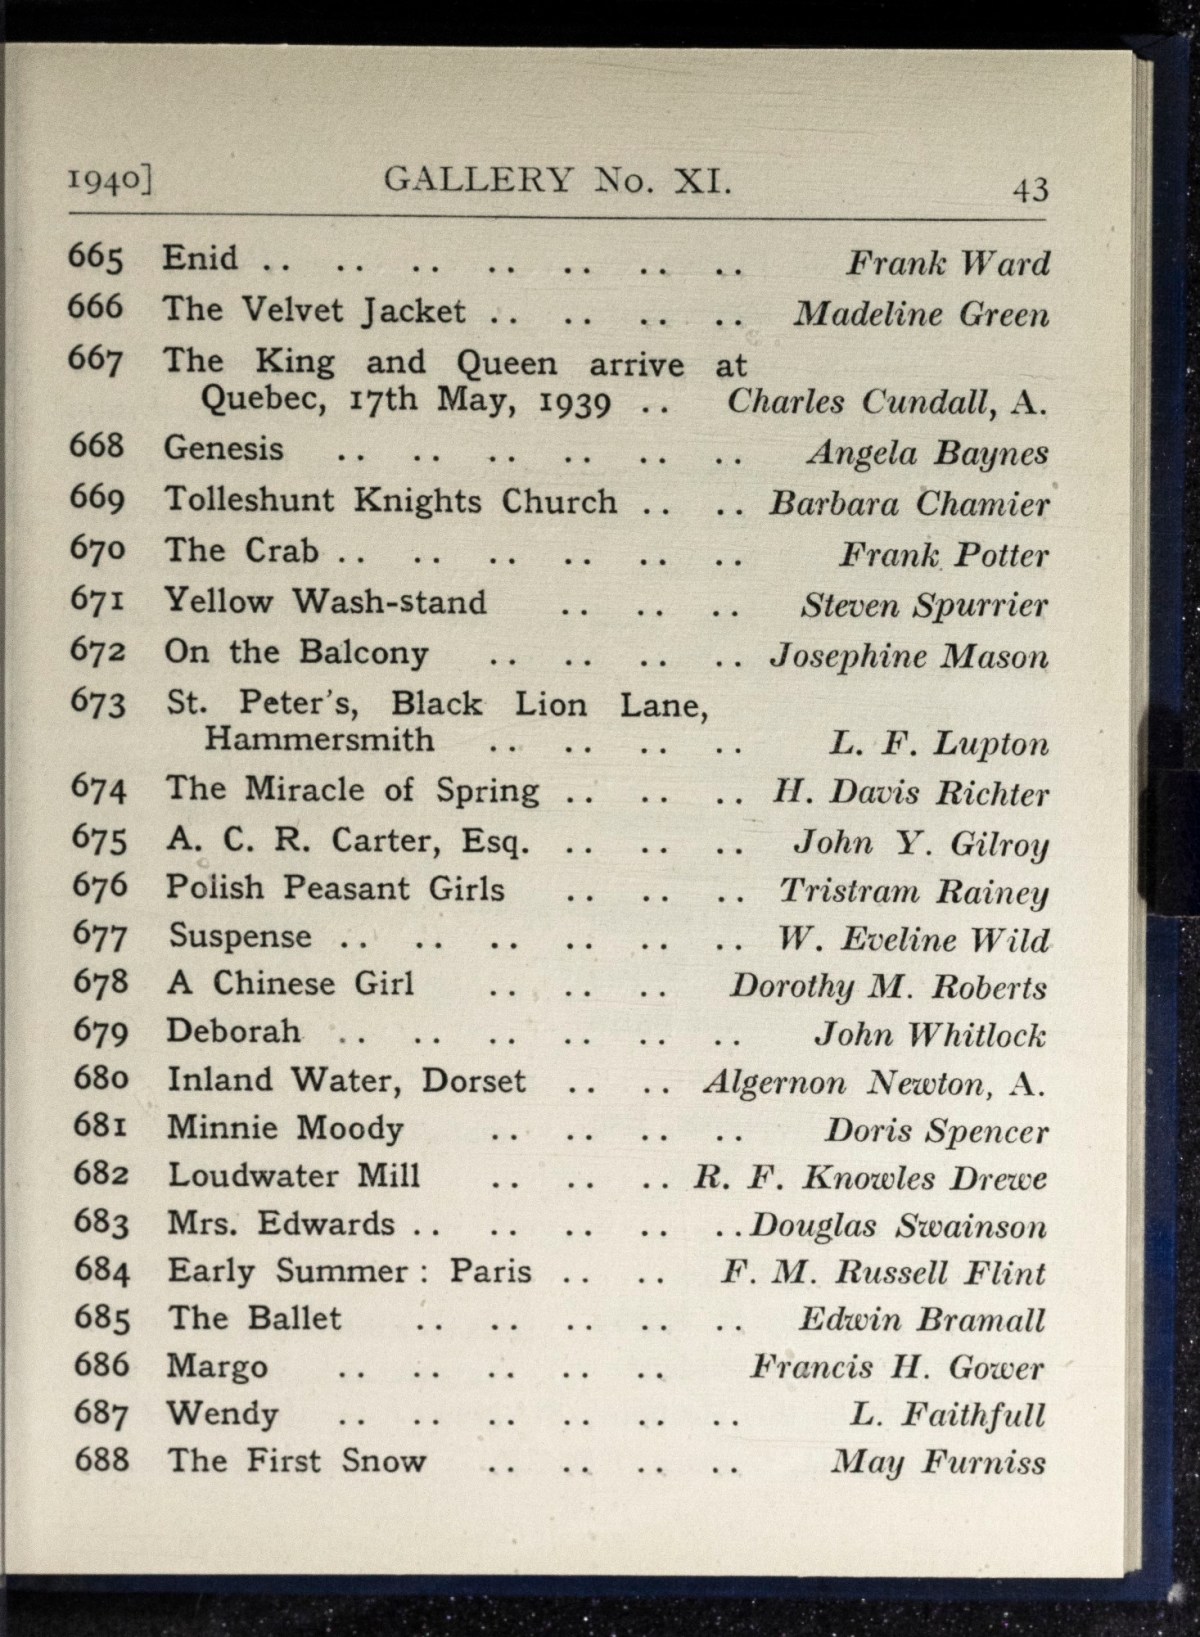 1940] GALLERY No. XI. 43
665 Enid .. .. .. .. .. .. .. Frank Ward
666 The Velvet Jacket .. .. .. .. Madeline Green
667 The King and Queen arrive at
Quebec, 17th May, 1939 .. Charles Cundall, A.
668 Genesis .. .. .. .. .. .. Angela Baynes
669 Tolleshunt Knights Church .. .. Barbara Chamier
670 The Crab .. .. .. .. .. .. Frank Potter
671 Yellow Wash-stand .. .. .. Steven Spurrier
672 On the Balcony .. .. .. .. Josephine Mason
673 St. Peter's, Black Lion Lane,
Hammersmith .. .. .. .. L. F. Lupton
674 The Miracle of Spring .. .. .. H. Davis Richter
675 A. C. R. Carter, Esq. .. .. .. John Y. Gilroy
676 Polish Peasant Girls .. .. .. Tristram Rainey
677 Suspense .. .. .. .. .. .. W. Eveline Wild
678 A Chinese Girl .. .. .. Dorothy M. Roberts
679 Deborah .. .. .. .. .. .. John Whitlock
680 Inland Water, Dorset .. .. Algernon Newton, A.
681 Minnie Moody .. .. .. .. Doris Spencer
682 Loudwater Mill .. .. .. R. F. Knowles Drewe
683 Mrs. Edwards .. .. .. .. .. Douglas Swainson
684 Early Summer : Paris .. .. F. M. Russell Flint
685 The Ballet .. .. .. .. .. Edwin Bramall
686 Margo .. .. .. .. .. Francis H. Gower
687 Wendy .. .. .. .. .. .. L. Faithfull
688 The First Snow .. .. .. .. May Furniss